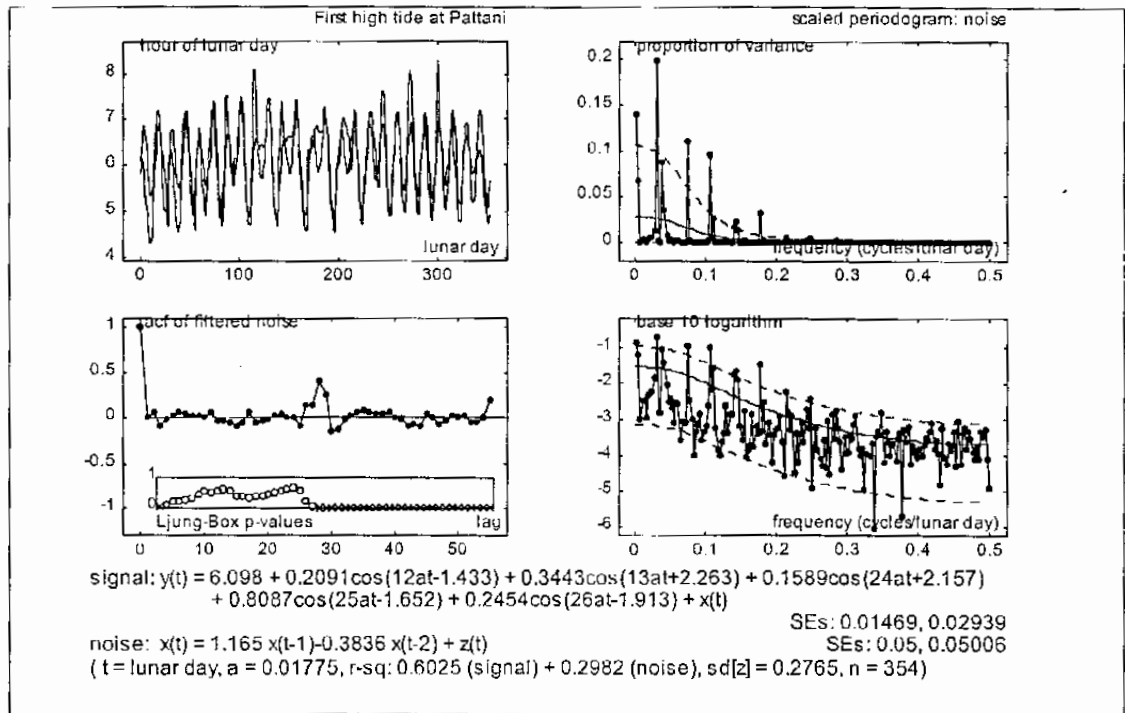 First high tide at Pattani
hour of lunar day
8
7
6
5
4
lunar day
0 100 200 300
scaled periodogram: noise
proportion of variance
0.2
0.15
0.1
0.05
0
frequency (cycles/lunar day)
0 0.1 0.2 0.3 0.4 0.5
acf of filtered noise
1
0.5
0
-0.5
-1
1
0
Ljung-Box p-values
lag
0 10 20 30 40 50
base 10 logarithm
-1
-2
-3
-4
-5
-6
frequency (cycles/lunar day)
0 0.1 0.2 0.3 0.4 0.5
signal: y(t) = 6.098 + 0.2091cos(12at-1.433) + 0.3443cos(13at+2.263) + 0.1589cos(24at+2.157)
+ 0.8087cos(25at-1.652) + 0.2454cos(26at-1.913) + x(t)
SEs: 0.01469, 0.02939
noise: x(t) = 1.165 x(t-1)-0.3836 x(t-2) + z(t)
SEs: 0.05, 0.05006
( t = lunar day, a = 0.01775, r-sq: 0.6025 (signal) + 0.2982 (noise), sd[z] = 0.2765, n = 354)